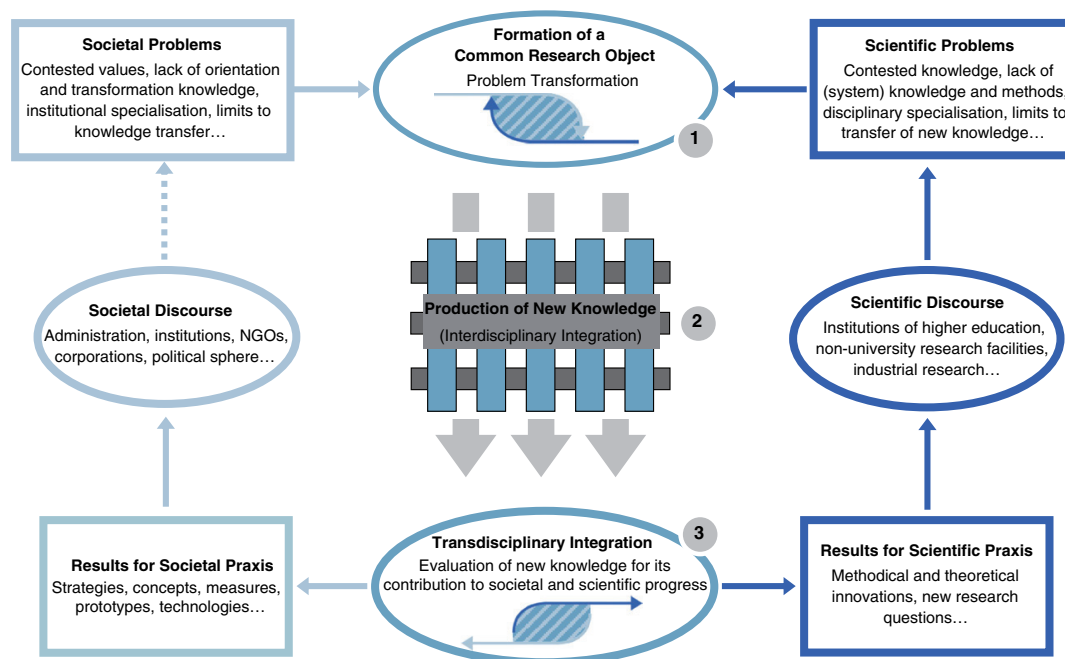 Societal Problems
Contested values, lack of orientation
and transformation knowledge,
institutional specialisation, limits to
knowledge transfer…
Formation of a
Common Research Object
Problem Transformation
1
Scientific Problems
Contested knowledge, lack of
(system) knowledge and methods,
disciplinary specialisation, limits to
transfer of new knowledge…
Societal Discourse
Administration, institutions, NGOs,
corporations, political sphere…
Production of New Knowledge
(Interdisciplinary Integration)
2
Scientific Discourse
Institutions of higher education,
non-university research facilities,
industrial research…
Results for Societal Praxis
Strategies, concepts, measures,
prototypes, technologies…
3
Transdisciplinary Integration
Evaluation of new knowledge for its
contribution to societal and scientific progress
Results for Scientific Praxis
Methodical and theoretical
innovations, new research
questions…